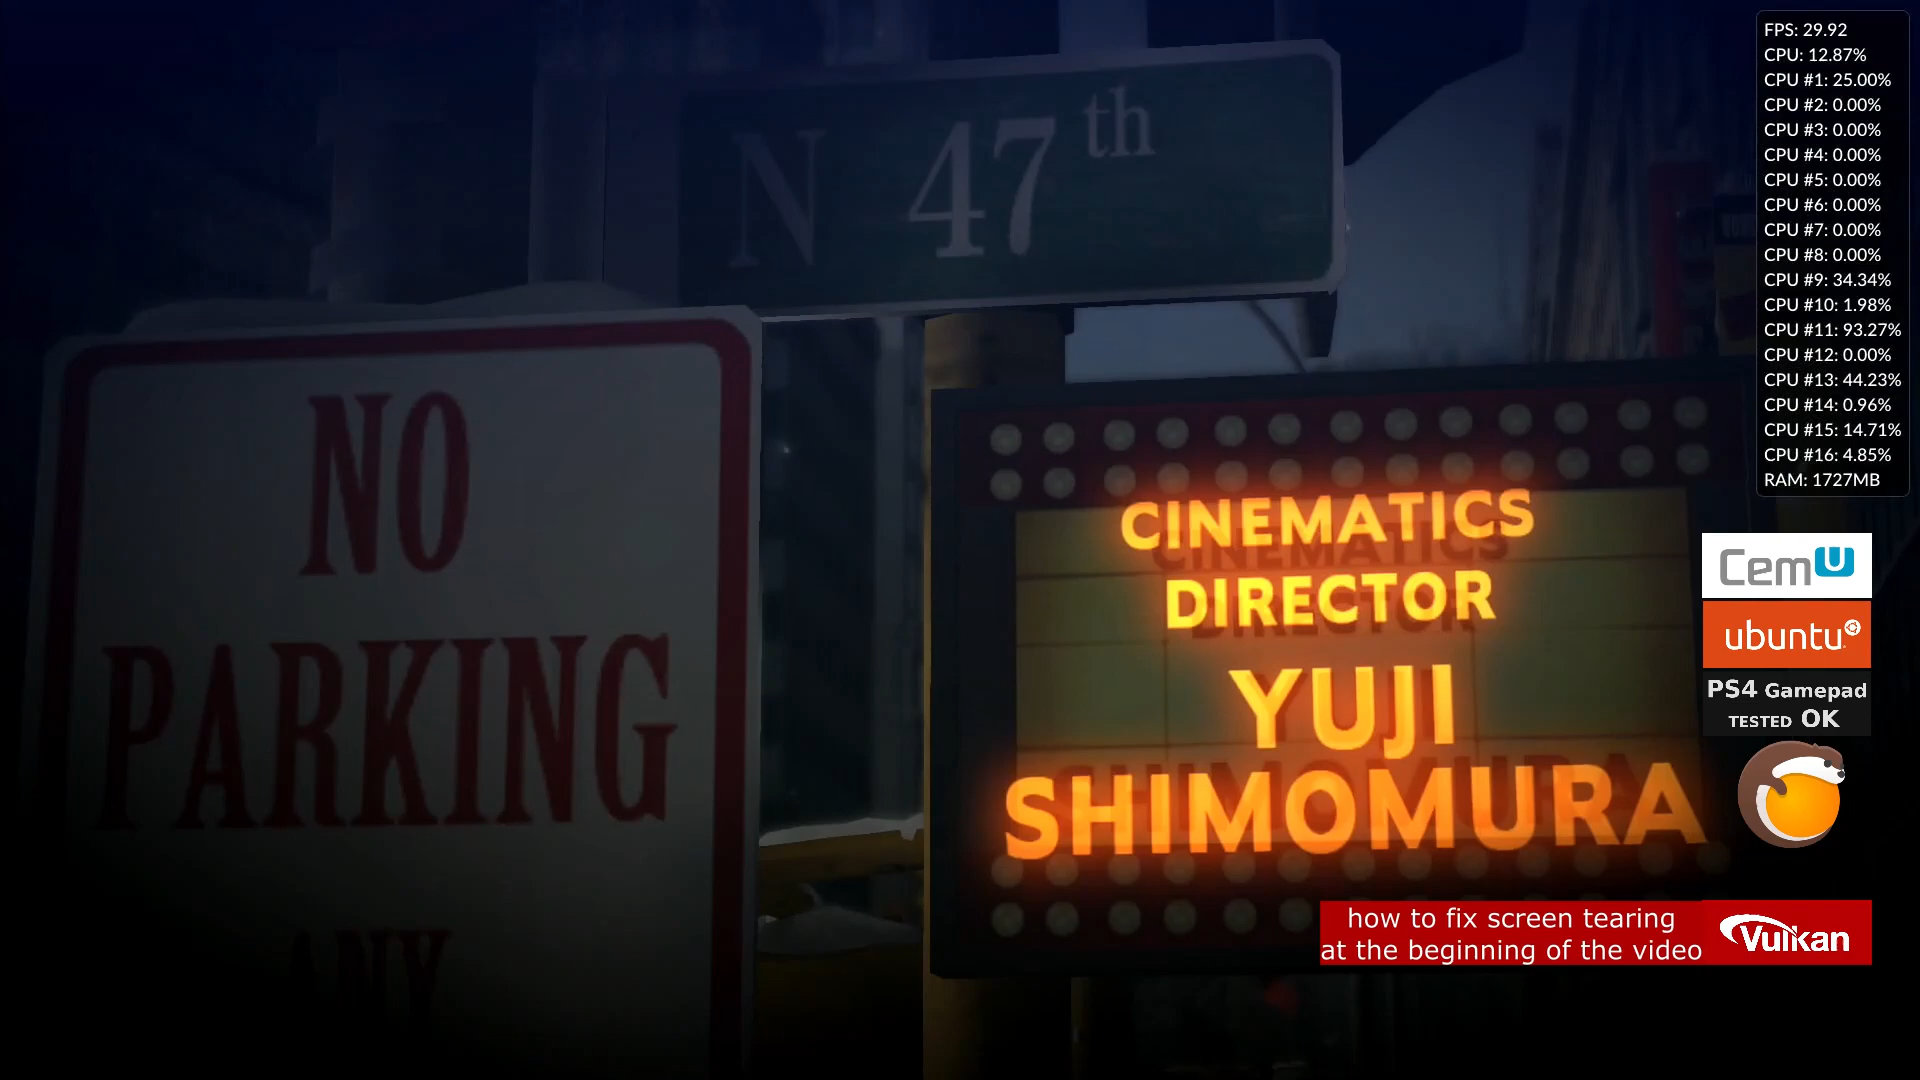 N 47th
NO
PARKING
ANY
CINEMATICS
DIRECTOR
YUJI
SHIMOMURA
FPS: 29.92
CPU: 12.87%
CPU #1: 25.00%
CPU #2: 0.00%
CPU #3: 0.00%
CPU #4: 0.00%
CPU #5: 0.00%
CPU #6: 0.00%
CPU #7: 0.00%
CPU #8: 0.00%
CPU #9: 34.34%
CPU #10: 1.98%
CPU #11: 93.27%
CPU #12: 0.00%
CPU #13: 44.23%
CPU #14: 0.96%
CPU #15: 14.71%
CPU #16: 4.85%
RAM: 1727MB
CemU
ubuntu
PS4 Gamepad
TESTED OK
how to fix screen tearing
at the beginning of the video
Vulkan